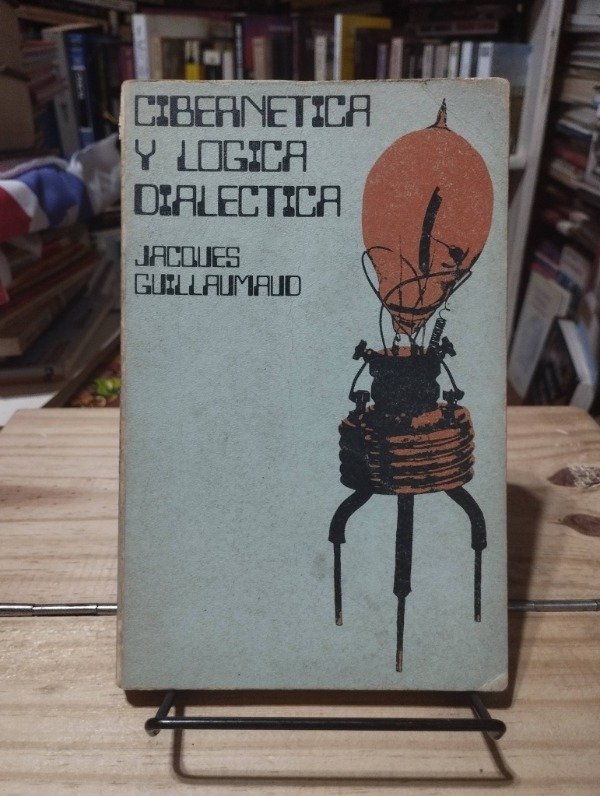 CIBERNETICA
Y LOGICA
DIALECTICA
JACQUES
GUILLAUMAUD